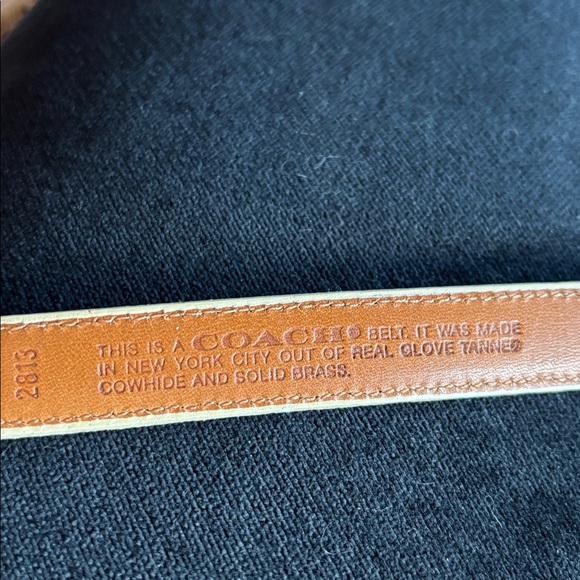 THIS IS A COACH® BELT. IT WAS MADE
IN NEW YORK CITY OUT OF REAL GLOVE TANNED
COWHIDE AND SOLID BRASS.
2813